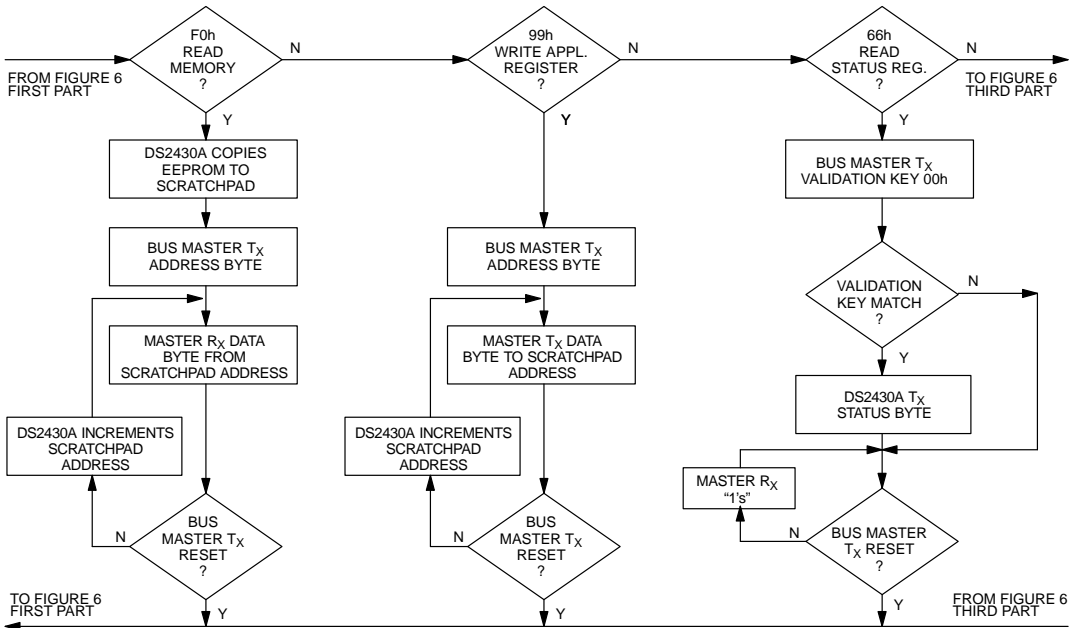 FROM FIGURE 6
FIRST PART
F0h
READ
MEMORY
?
N
Y
DS2430A COPIES
EEPROM TO
SCRATCHPAD
BUS MASTER TX
ADDRESS BYTE
MASTER RX DATA
BYTE FROM
SCRATCHPAD ADDRESS
DS2430A INCREMENTS
SCRATCHPAD
ADDRESS
BUS
MASTER TX
RESET
?
N
Y
TO FIGURE 6
FIRST PART
99h
WRITE APPL.
REGISTER
?
N
Y
BUS MASTER TX
ADDRESS BYTE
MASTER TX DATA
BYTE TO SCRATCHPAD
ADDRESS
DS2430A INCREMENTS
SCRATCHPAD
ADDRESS
BUS
MASTER TX
RESET
?
N
Y
66h
READ
STATUS REG.
?
N
TO FIGURE 6
THIRD PART
Y
BUS MASTER TX
VALIDATION KEY 00h
VALIDATION
KEY MATCH
?
N
Y
DS2430A TX
STATUS BYTE
MASTER RX
“1's”
BUS MASTER
TX RESET
?
N
Y
FROM FIGURE 6
THIRD PART